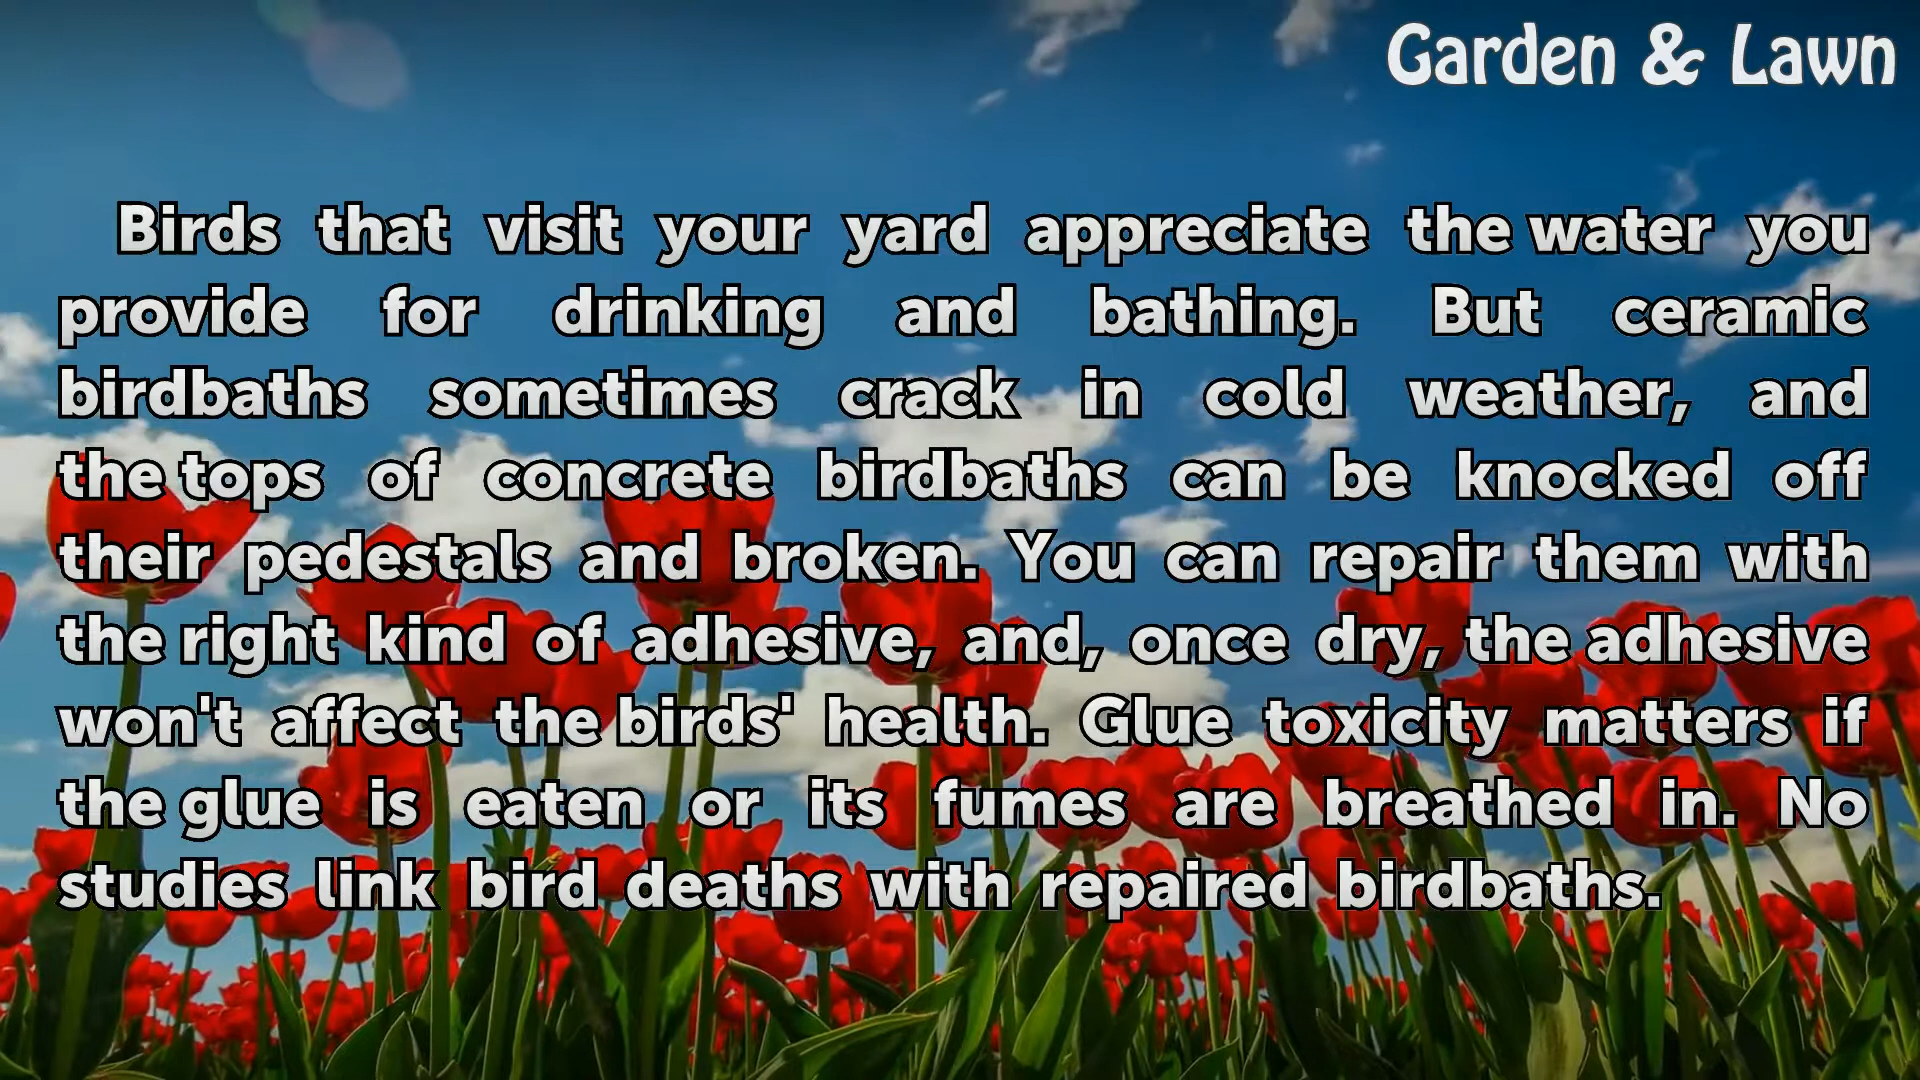 Garden & Lawn
Birds that visit your yard appreciate the water you
provide for drinking and bathing. But ceramic
birdbaths sometimes crack in cold weather, and
the tops of concrete birdbaths can be knocked off
their pedestals and broken. You can repair them with
the right kind of adhesive, and, once dry, the adhesive
won't affect the birds' health. Glue toxicity matters if
the glue is eaten or its fumes are breathed in. No
studies link bird deaths with repaired birdbaths.